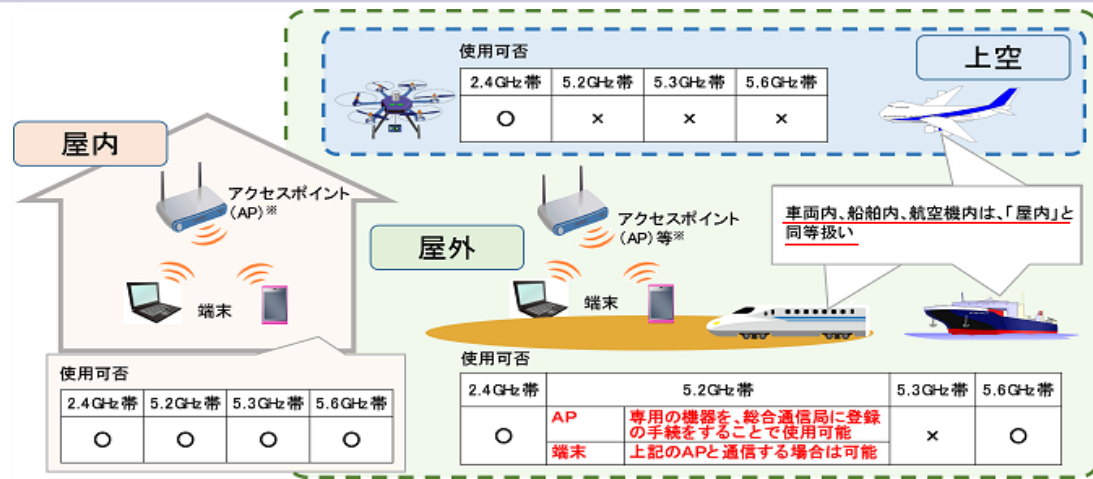 使用可否
上空
2.4GHz帯 5.2GHz帯 5.3GHz帯 5.6GHz帯
○ × × ×
屋内
アクセスポイント
(AP)※
端末
使用可否
2.4GHz帯 5.2GHz帯 5.3GHz帯 5.6GHz帯
○ ○ ○ ○
屋外
アクセスポイント
(AP)等※
端末
車両内、船舶内、航空機内は、「屋内」と
同等扱い
使用可否
2.4GHz帯 5.2GHz帯 5.3GHz帯 5.6GHz帯
○ × ○
AP 専用の機器を、総合通信局に登録
の手続をすることで使用可能
端末 上記のAPと通信する場合は可能